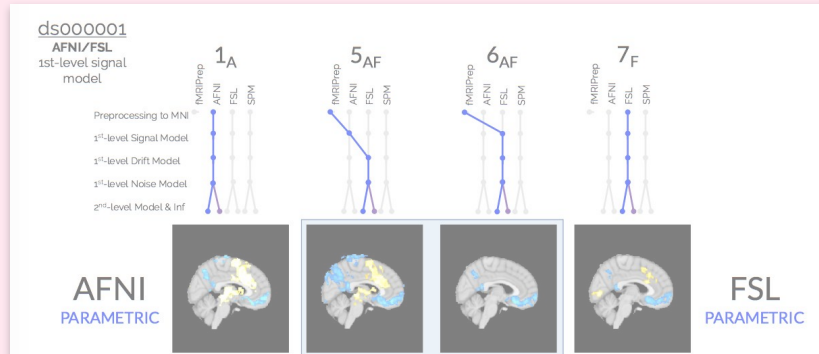 ds000001
AFNI/FSL
1st-level signal
model
1A
5AF
6AF
7F
fMRIPrep
AFNI
FSL
SPM
fMRIPrep
AFNI
FSL
SPM
fMRIPrep
AFNI
FSL
SPM
fMRIPrep
AFNI
FSL
SPM
Preprocessing to MNI
1st-level Signal Model
1st-level Drift Model
1st-level Noise Model
2nd-level Model & Inf
AFNI
PARAMETRIC
FSL
PARAMETRIC